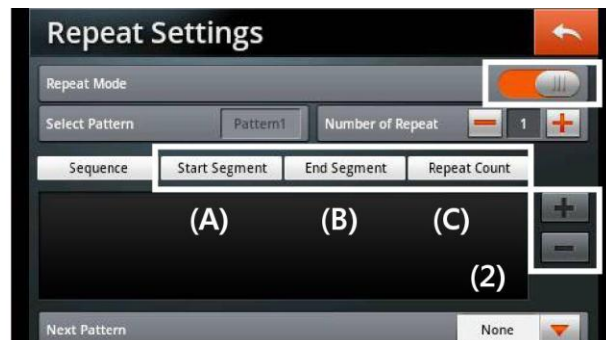 Repeat Settings
Repeat Mode
Select Pattern Pattern1 Number of Repeat 1
Sequence Start Segment End Segment Repeat Count
(A) (B) (C)
(2)
Next Pattern None